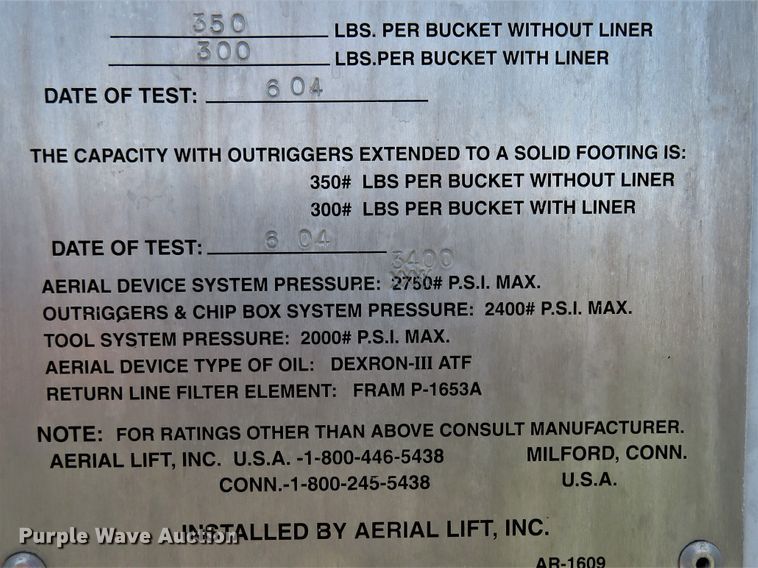 350 LBS. PER BUCKET WITHOUT LINER
300 LBS.PER BUCKET WITH LINER
DATE OF TEST: 6 04
THE CAPACITY WITH OUTRIGGERS EXTENDED TO A SOLID FOOTING IS:
350# LBS PER BUCKET WITHOUT LINER
300# LBS PER BUCKET WITH LINER
DATE OF TEST: 6 04
3400
AERIAL DEVICE SYSTEM PRESSURE: 2750# P.S.I. MAX.
OUTRIGGERS & CHIP BOX SYSTEM PRESSURE: 2400# P.S.I. MAX.
TOOL SYSTEM PRESSURE: 2000# P.S.I. MAX.
AERIAL DEVICE TYPE OF OIL: DEXRON-III ATF
RETURN LINE FILTER ELEMENT: FRAM P-1653A
NOTE: FOR RATINGS OTHER THAN ABOVE CONSULT MANUFACTURER.
AERIAL LIFT, INC. U.S.A. -1-800-446-5438 MILFORD, CONN.
CONN.-1-800-245-5438 U.S.A.
INSTALLED BY AERIAL LIFT, INC.
Purple Wave Auction
AR-1609